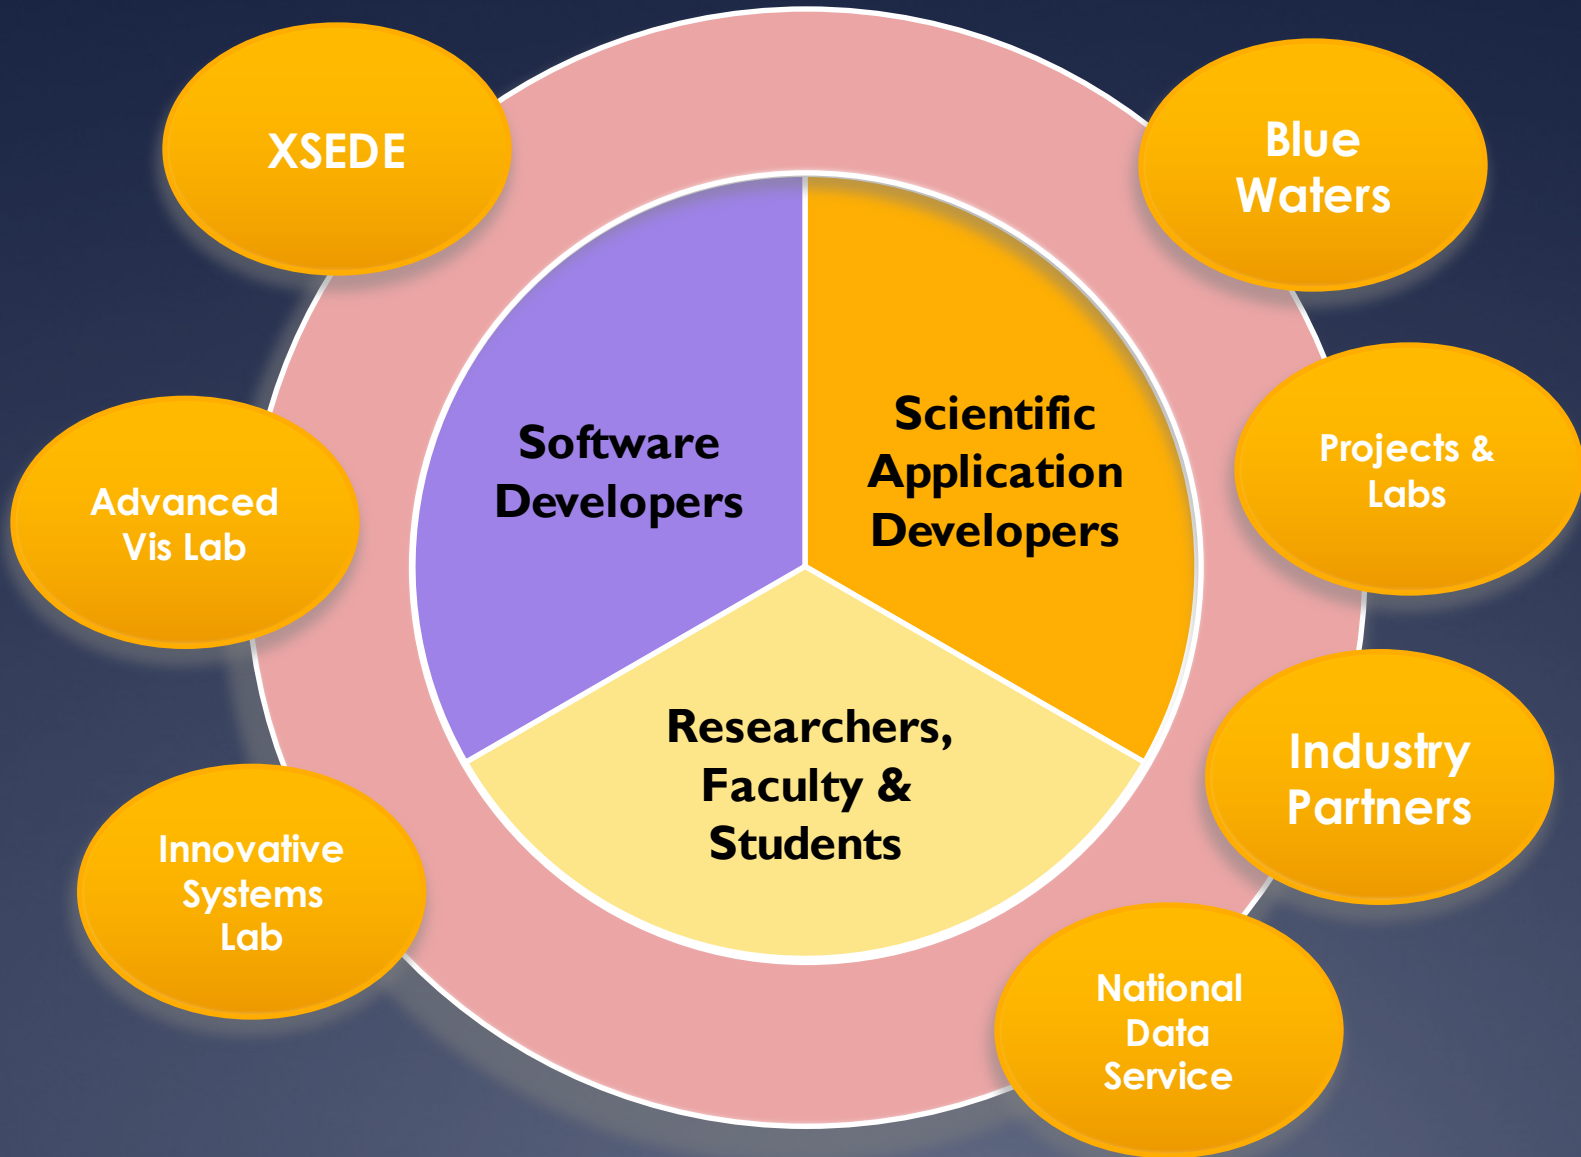 XSEDE
Blue
Waters
Software
Developers
Scientific
Application
Developers
Projects &
Labs
Advanced
Vis Lab
Researchers,
Faculty &
Students
Industry
Partners
Innovative
Systems
Lab
National
Data
Service